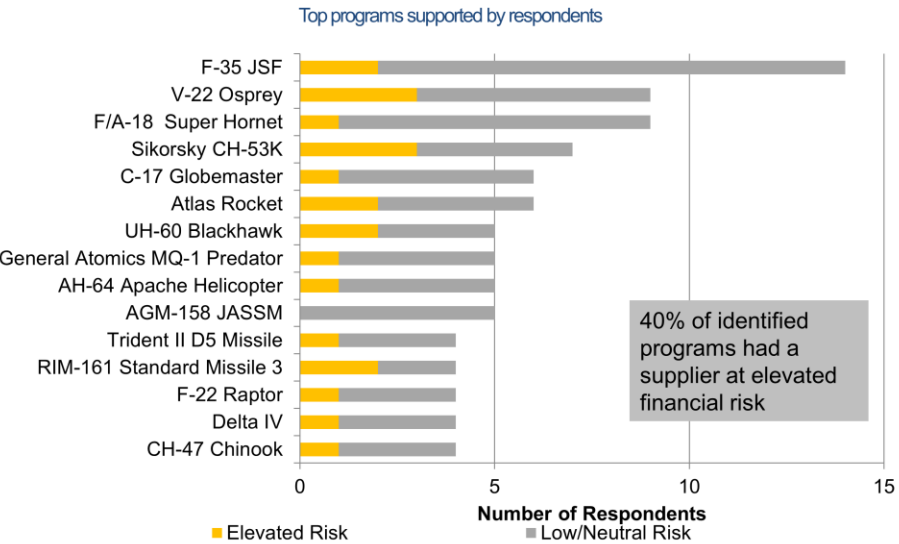 Top programs supported by respondents
F-35 JSF
V-22 Osprey
F/A-18 Super Hornet
Sikorsky CH-53K
C-17 Globemaster
Atlas Rocket
UH-60 Blackhawk
General Atomics MQ-1 Predator
AH-64 Apache Helicopter
AGM-158 JASSM
Trident II D5 Missile
RIM-161 Standard Missile 3
F-22 Raptor
Delta IV
CH-47 Chinook
40% of identified
programs had a
supplier at elevated
financial risk
0 5 10 15
Number of Respondents
Elevated Risk Low/Neutral Risk